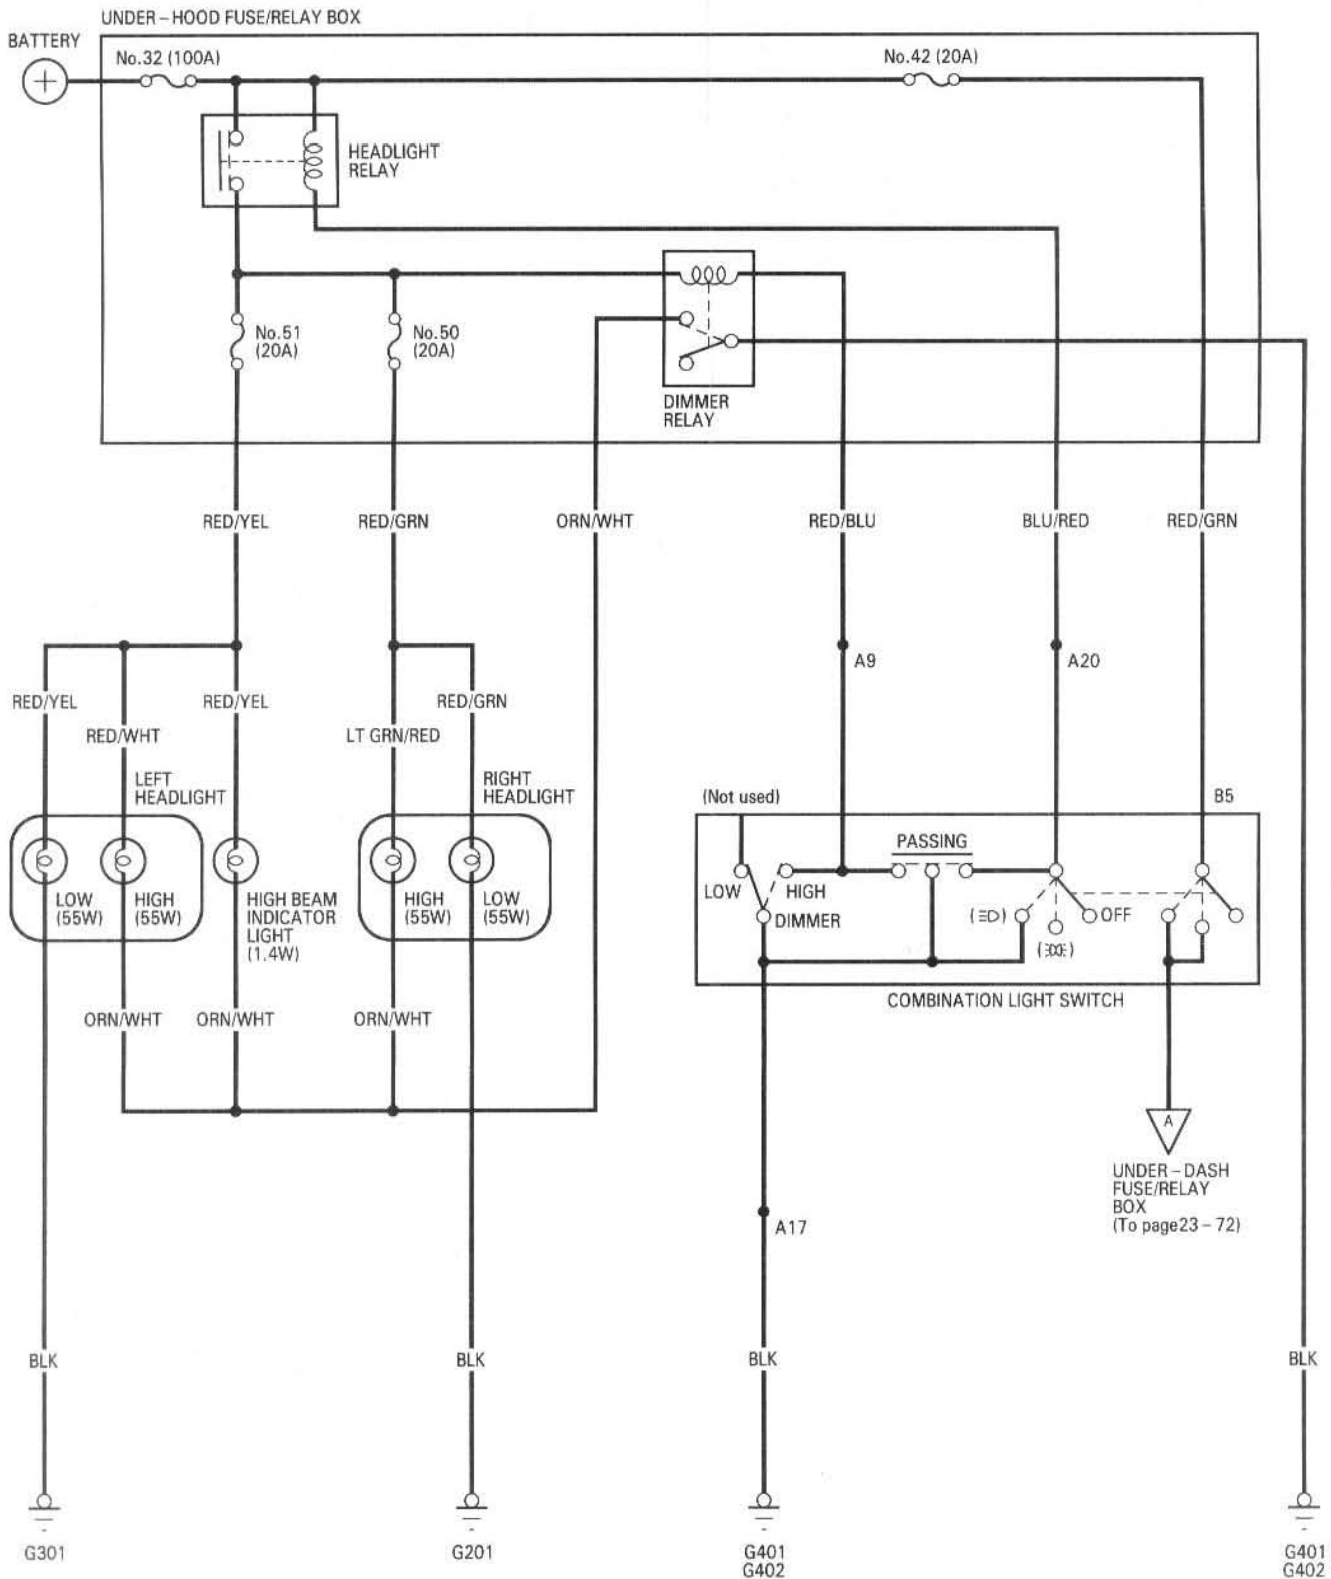 UNDER-HOOD FUSE/RELAY BOX
BATTERY
+
No.32 (100A)
No.42 (20A)
HEADLIGHT
RELAY
No.51
(20A)
No.50
(20A)
DIMMER
RELAY
RED/YEL
RED/GRN
ORN/WHT
RED/BLU
BLU/RED
RED/GRN
A9
A20
RED/YEL
RED/YEL
RED/GRN
RED/WHT
LT GRN/RED
LEFT
HEADLIGHT
RIGHT
HEADLIGHT
(Not used)
B5
LOW
(55W)
HIGH
(55W)
HIGH BEAM
INDICATOR
LIGHT
(1.4W)
HIGH
(55W)
LOW
(55W)
PASSING
LOW
HIGH
DIMMER
OFF
COMBINATION LIGHT SWITCH
ORN/WHT
ORN/WHT
ORN/WHT
A
UNDER-DASH
FUSE/RELAY
BOX
(To page23-72)
A17
BLK
BLK
BLK
BLK
G301
G201
G401
G402
G401
G402